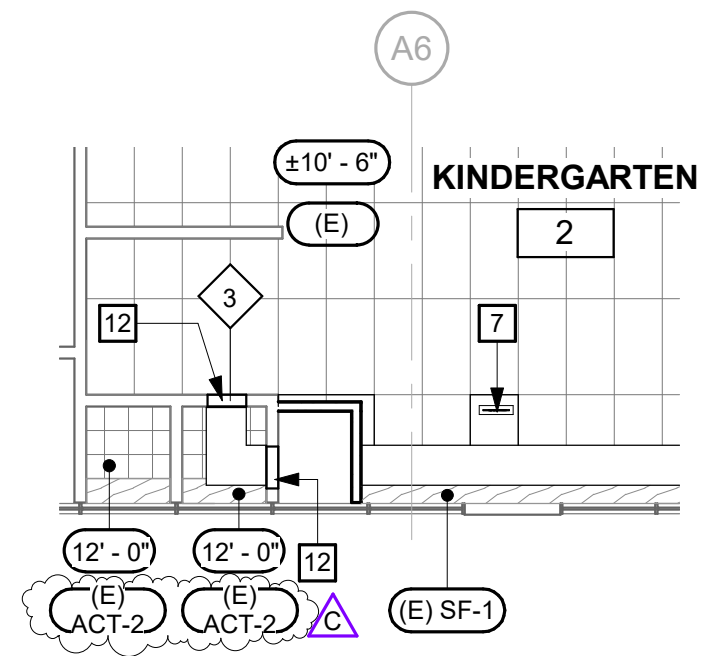 A6
±10' - 6"
KINDERGARTEN
(E)
2
3
12
7
12' - 0"
12' - 0"
12
(E)
ACT-2
(E)
ACT-2
C
(E) SF-1